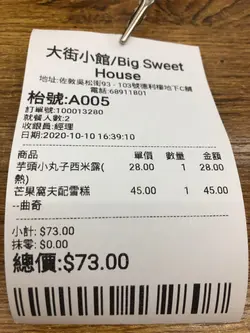 大街小館/Big Sweet
House
地址:佐敦吳松街93 - 103號德利樓地下C舖
電話:68911801
枱號:A005
訂單號:100013280
就餐人數:2
收銀員:經理
日期:2020-10-10 16:39:10
商品 單價 數量 金額
芋頭小丸子西米露( 28.00 1 28.00
熱)
芒果窩夫配雪糕 45.00 1 45.00
--曲奇
小計: $73.00
抹零: $0.00
總價:$73.00